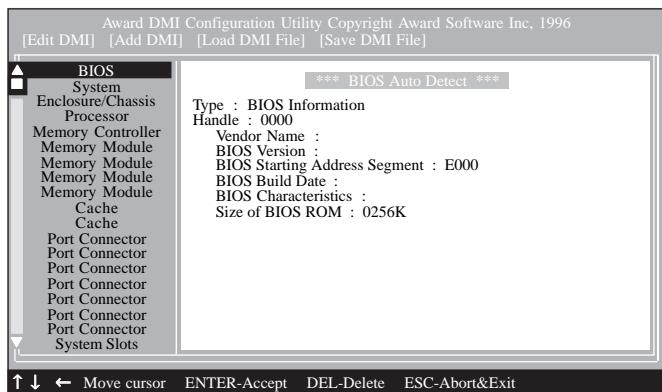 Award DMI Configuration Utility Copyright Award Software Inc, 1996
[Edit DMI] [Add DMI] [Load DMI File] [Save DMI File]
BIOS
System
Enclosure/Chassis
Processor
Memory Controller
Memory Module
Memory Module
Memory Module
Memory Module
Cache
Cache
Port Connector
Port Connector
Port Connector
Port Connector
Port Connector
Port Connector
Port Connector
System Slots
*** BIOS Auto Detect ***
Type : BIOS Information
Handle : 0000
Vendor Name :
BIOS Version :
BIOS Starting Address Segment : E000
BIOS Build Date :
BIOS Characteristics :
Size of BIOS ROM : 0256K
↑ ↓ ← Move cursor ENTER-Accept DEL-Delete ESC-Abort&Exit